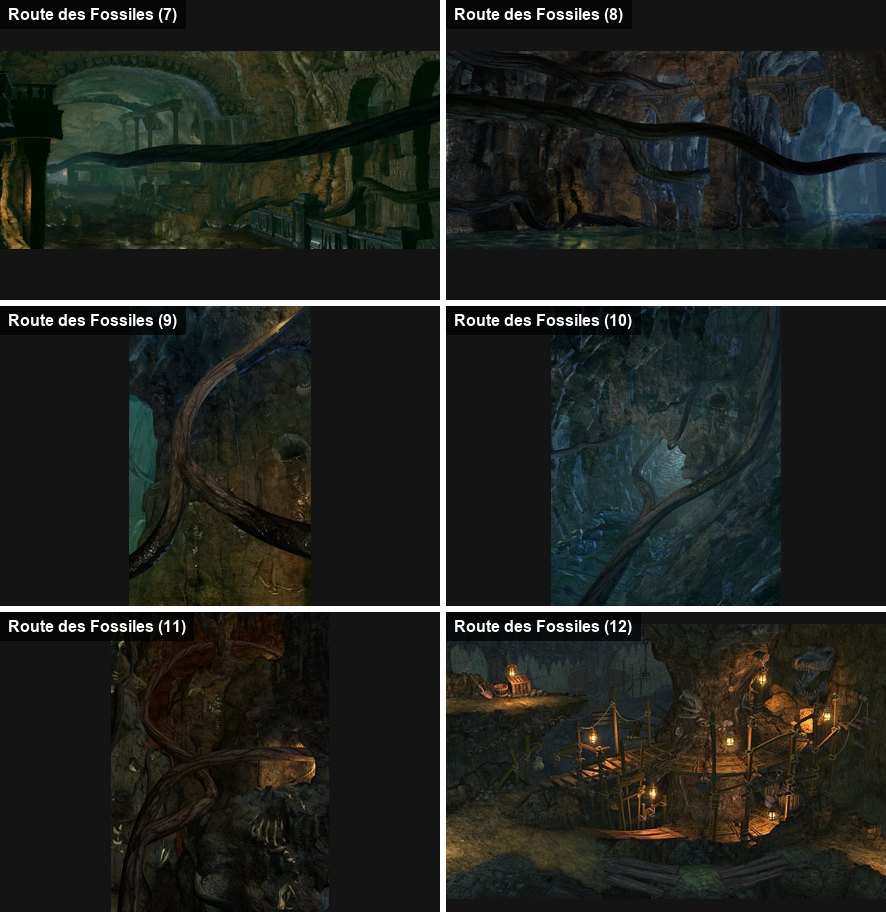 Route des Fossiles (7)
Route des Fossiles (8)
Route des Fossiles (9)
Route des Fossiles (10)
Route des Fossiles (11)
Route des Fossiles (12)